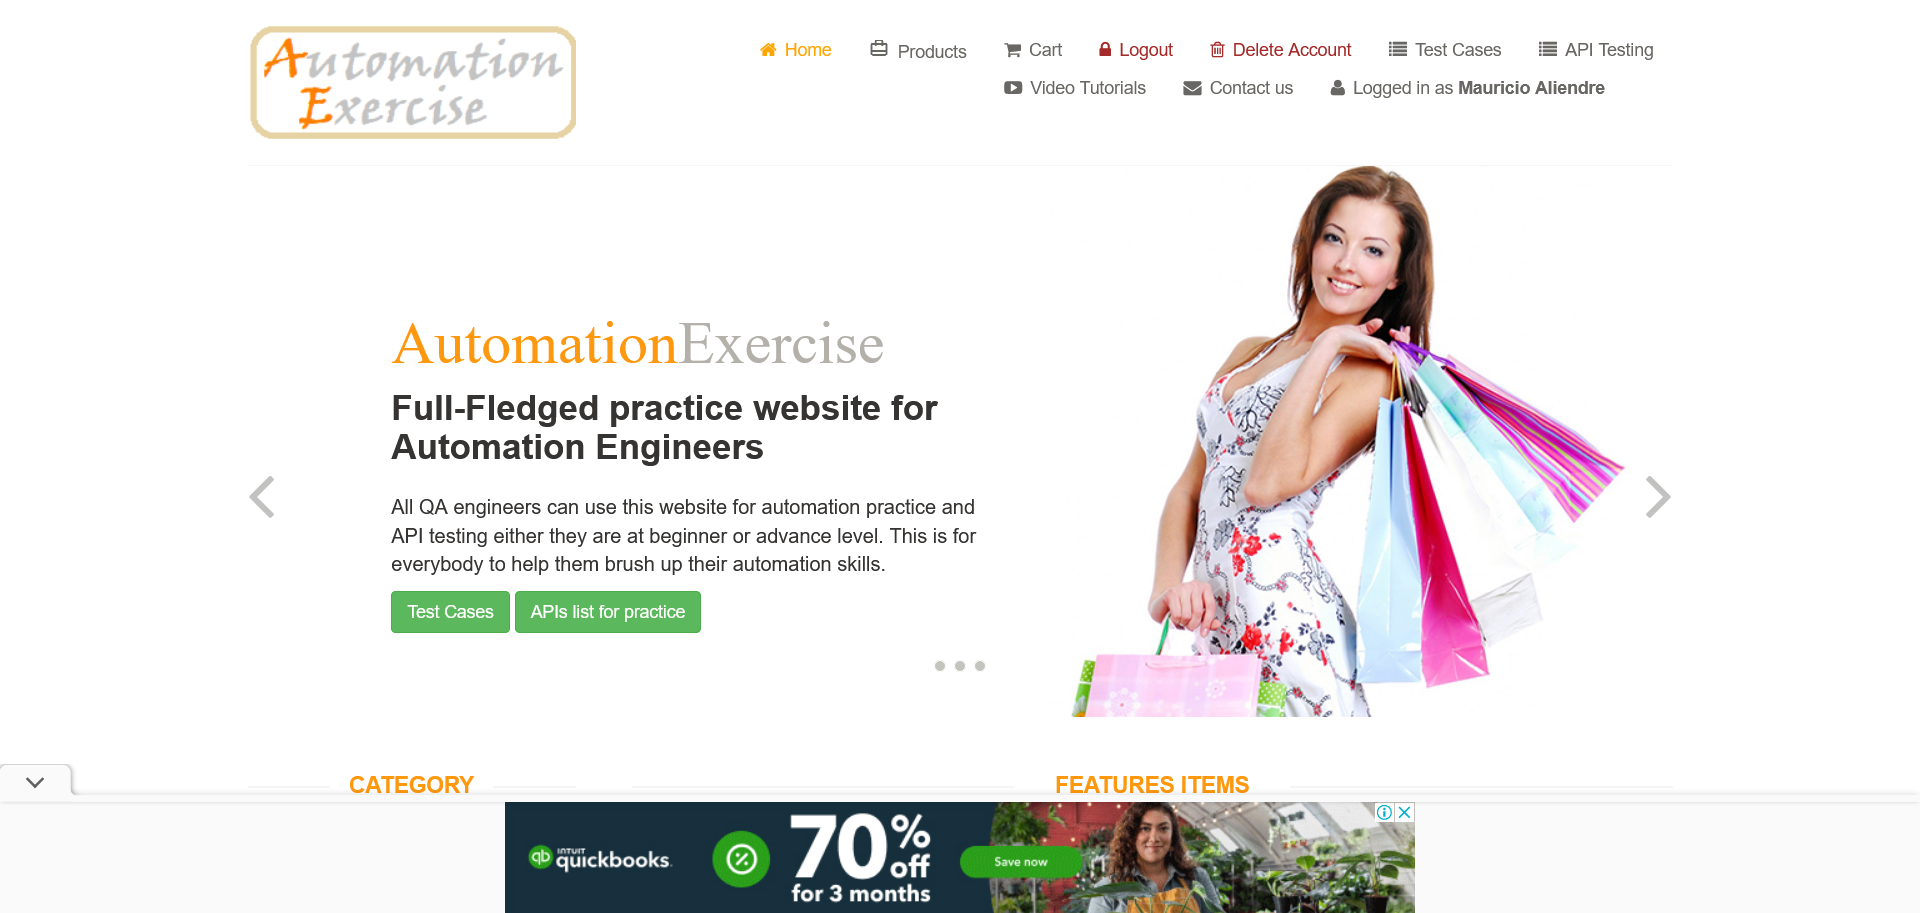 Automation
Exercise
Home
Products
Cart
Logout
Delete Account
Test Cases
API Testing
Video Tutorials
Contact us
Logged in as Mauricio Aliendre
AutomationExercise
Full-Fledged practice website for
Automation Engineers
All QA engineers can use this website for automation practice and
API testing either they are at beginner or advance level. This is for
everybody to help them brush up their automation skills.
Test Cases
APIs list for practice
CATEGORY
FEATURES ITEMS
qb
INTUIT
quickbooks.
70% off
for 3 months
Save now